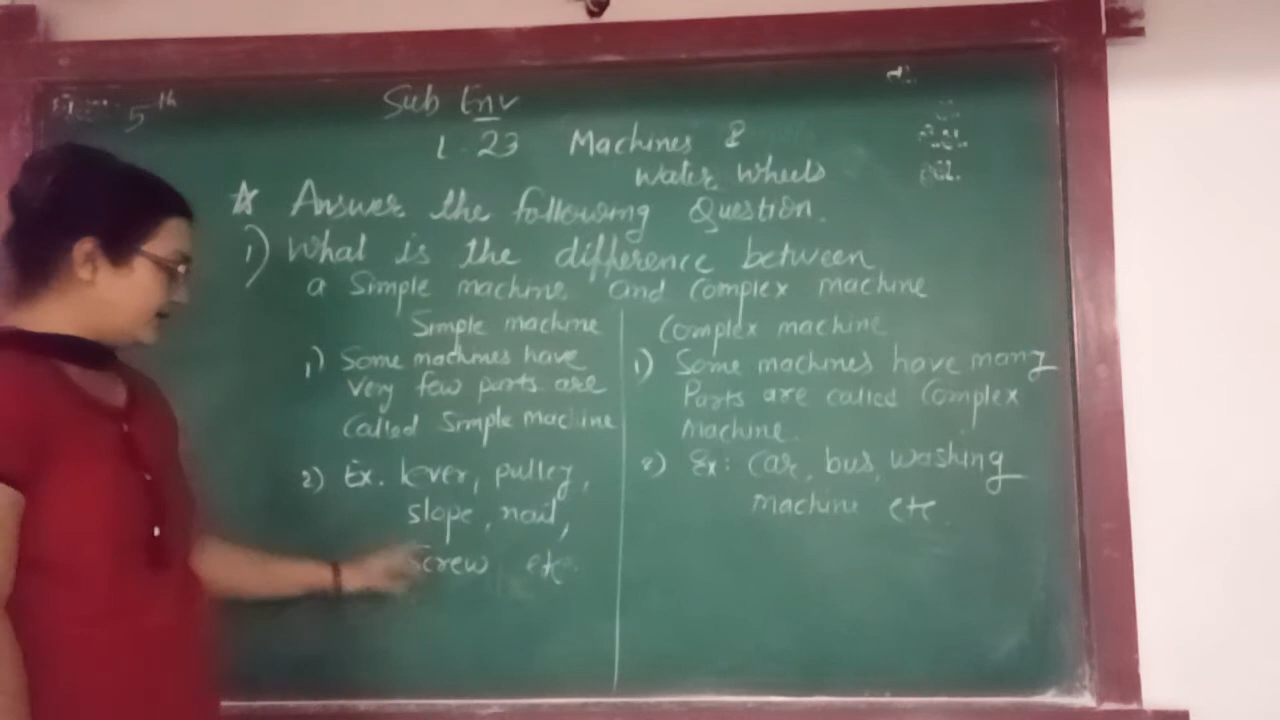 5th
Sub Env
L. 23 Machines &
Water Wheels
☆ Answer the following Question.
1) What is the difference between
a Simple machine and Complex machine
Simple machine
1) Some machines have
very few parts are
Called Simple machine
2) Ex. lever, pulley,
slope, nail,
Screw etc
Complex machine
1) Some machines have many
Parts are called Complex
Machine.
2) Ex: Car, bus, washing
machine etc.